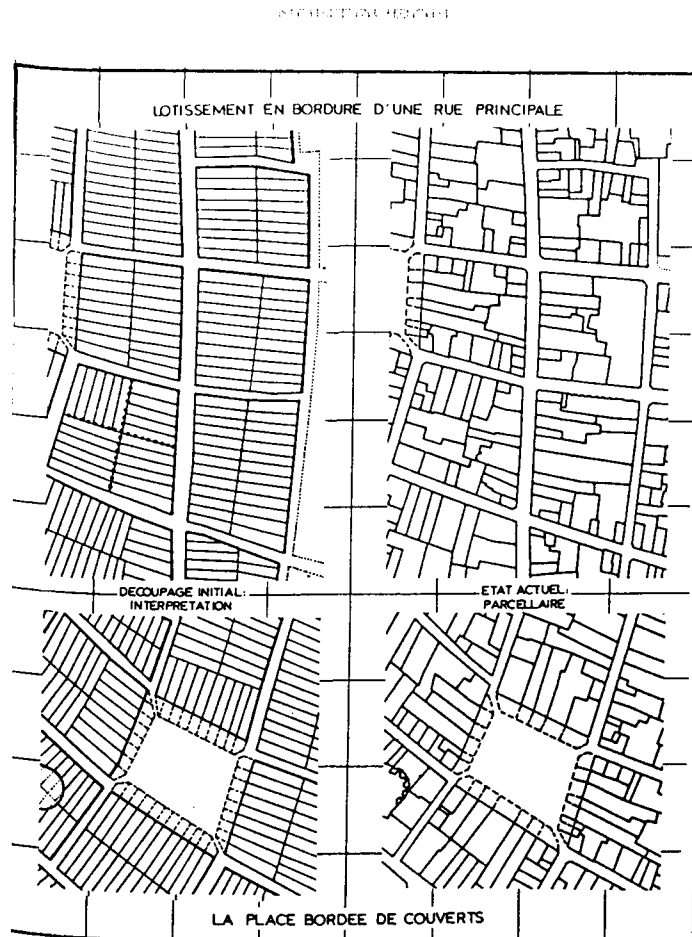 LOTISSEMENT EN BORDURE D'UNE RUE PRINCIPALE
DECOUPAGE INITIAL:
INTERPRETATION
ETAT ACTUEL:
PARCELLAIRE
LA PLACE BORDEE DE COUVERTS